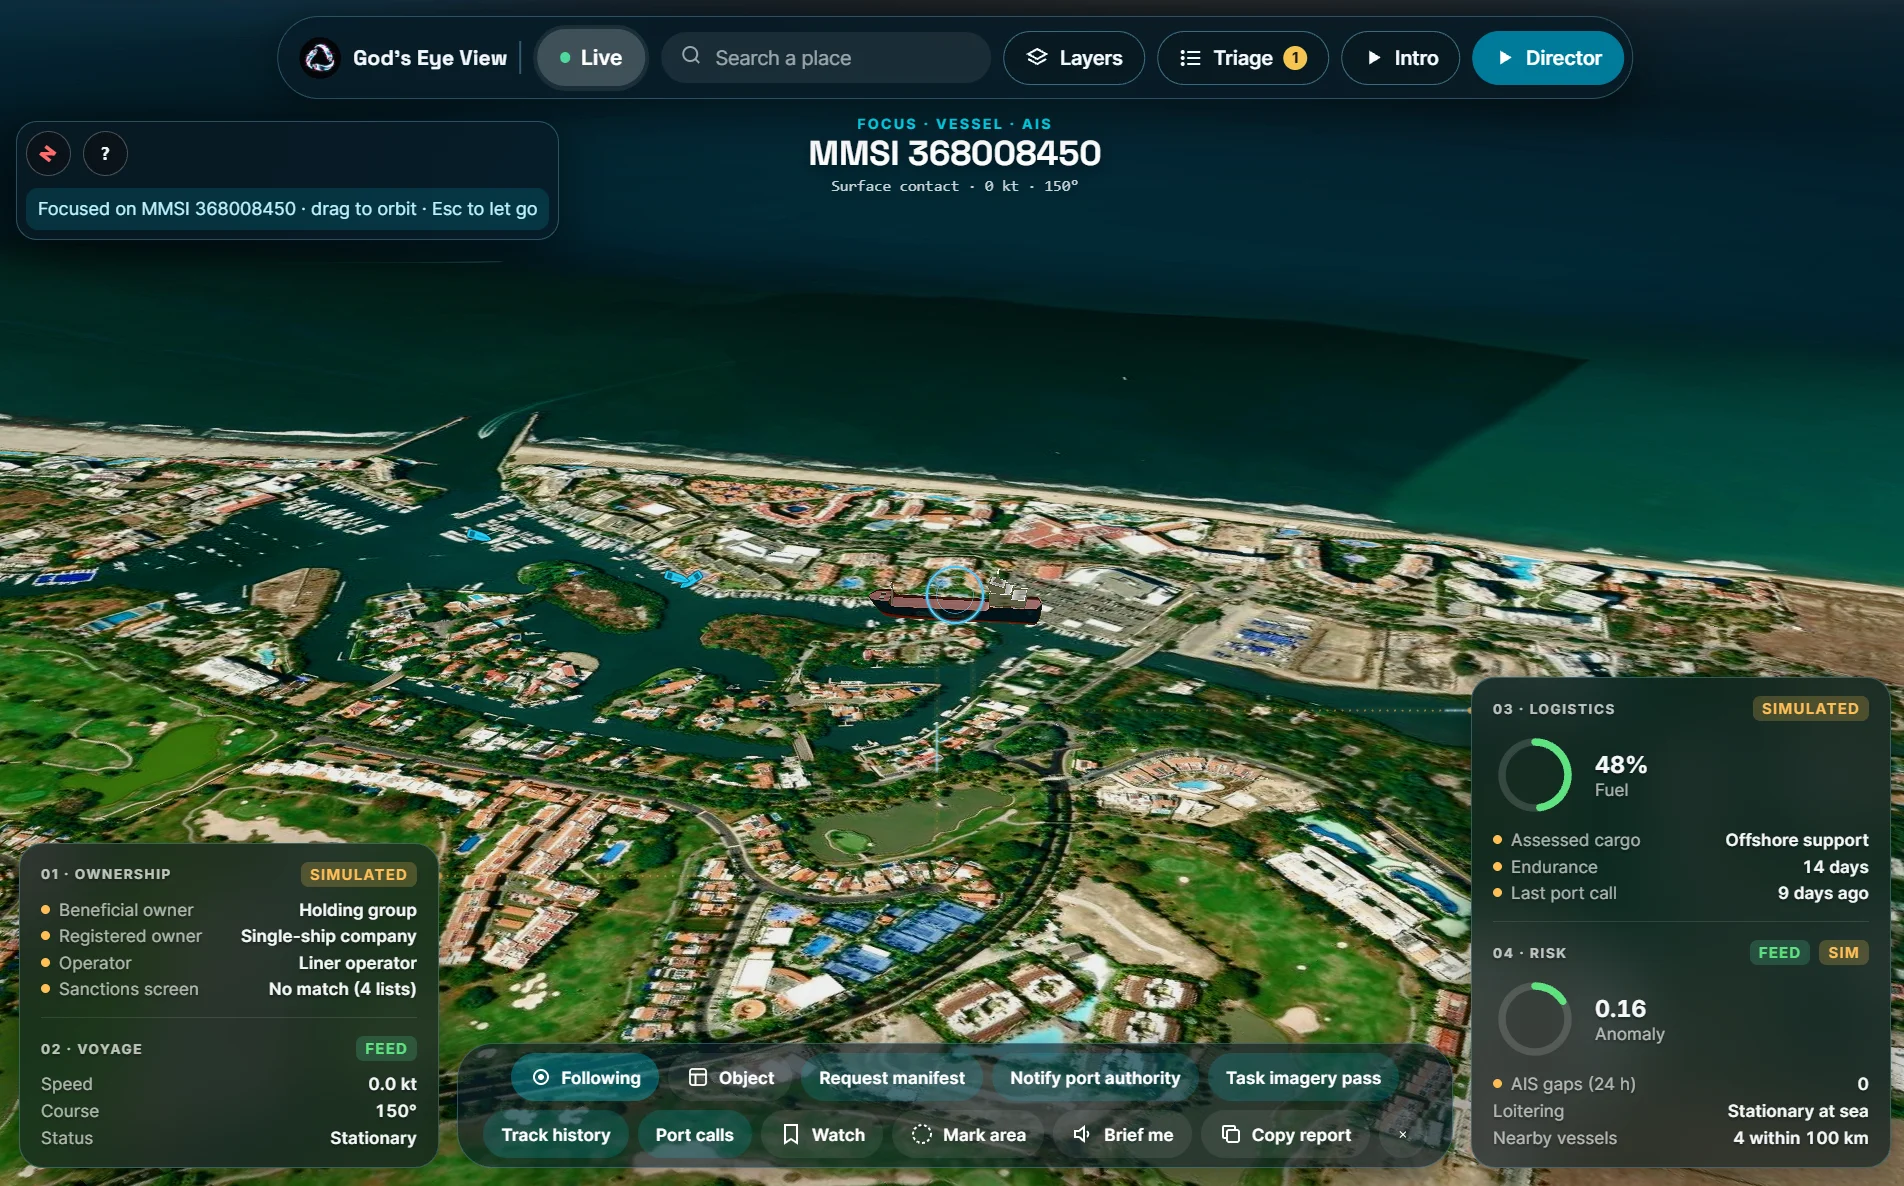 God's Eye View
Live
Search a place
Layers
Triage 1
Intro
Director
FOCUS · VESSEL · AIS
MMSI 368008450
Surface contact · 0 kt · 150°
?
Focused on MMSI 368008450 · drag to orbit · Esc to let go
01 · OWNERSHIP SIMULATED
Beneficial owner Holding group
Registered owner Single-ship company
Operator Liner operator
Sanctions screen No match (4 lists)
02 · VOYAGE FEED
Speed 0.0 kt
Course 150°
Status Stationary
03 · LOGISTICS SIMULATED
48%
Fuel
Assessed cargo Offshore support
Endurance 14 days
Last port call 9 days ago
04 · RISK FEED SIM
0.16
Anomaly
AIS gaps (24 h) 0
Loitering Stationary at sea
Nearby vessels 4 within 100 km
Following Object Request manifest Notify port authority Task imagery pass
Track history Port calls Watch Mark area Brief me Copy report ×